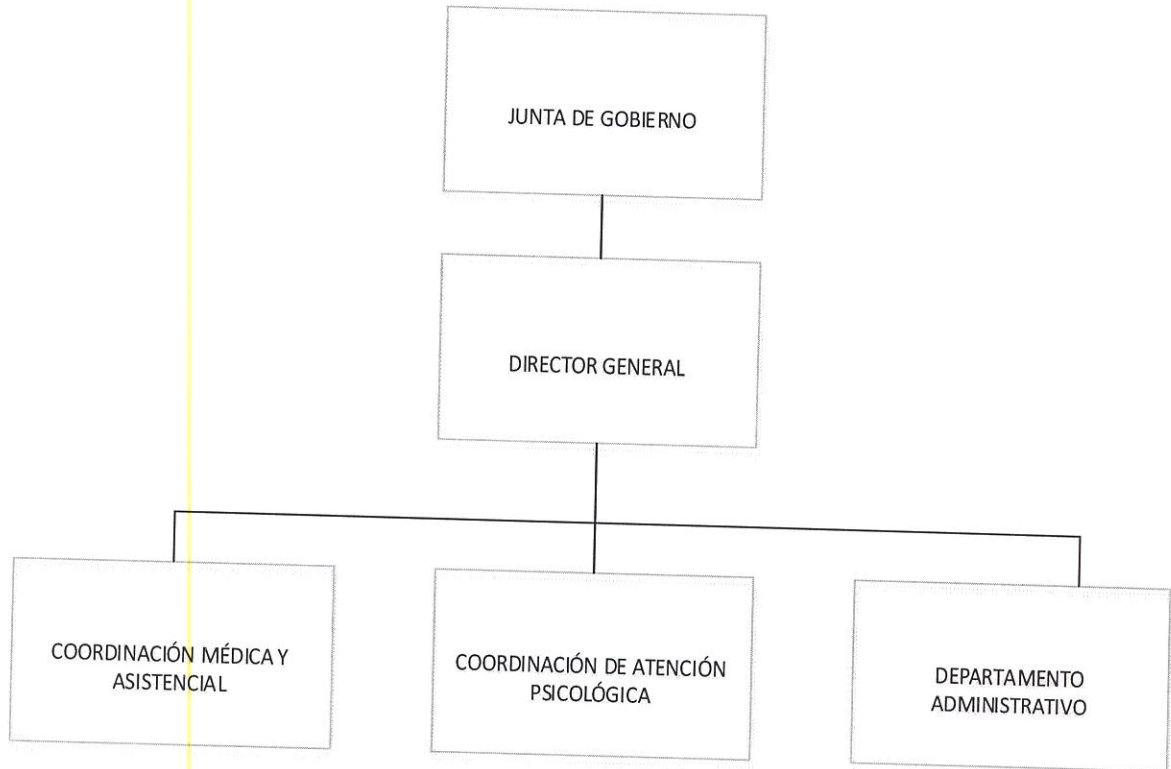 JUNTA DE GOBIERNO
DIRECTOR GENERAL
COORDINACIÓN MÉDICA Y
ASISTENCIAL
COORDINACIÓN DE ATENCIÓN
PSICOLÓGICA
DEPARTAMENTO
ADMINISTRATIVO